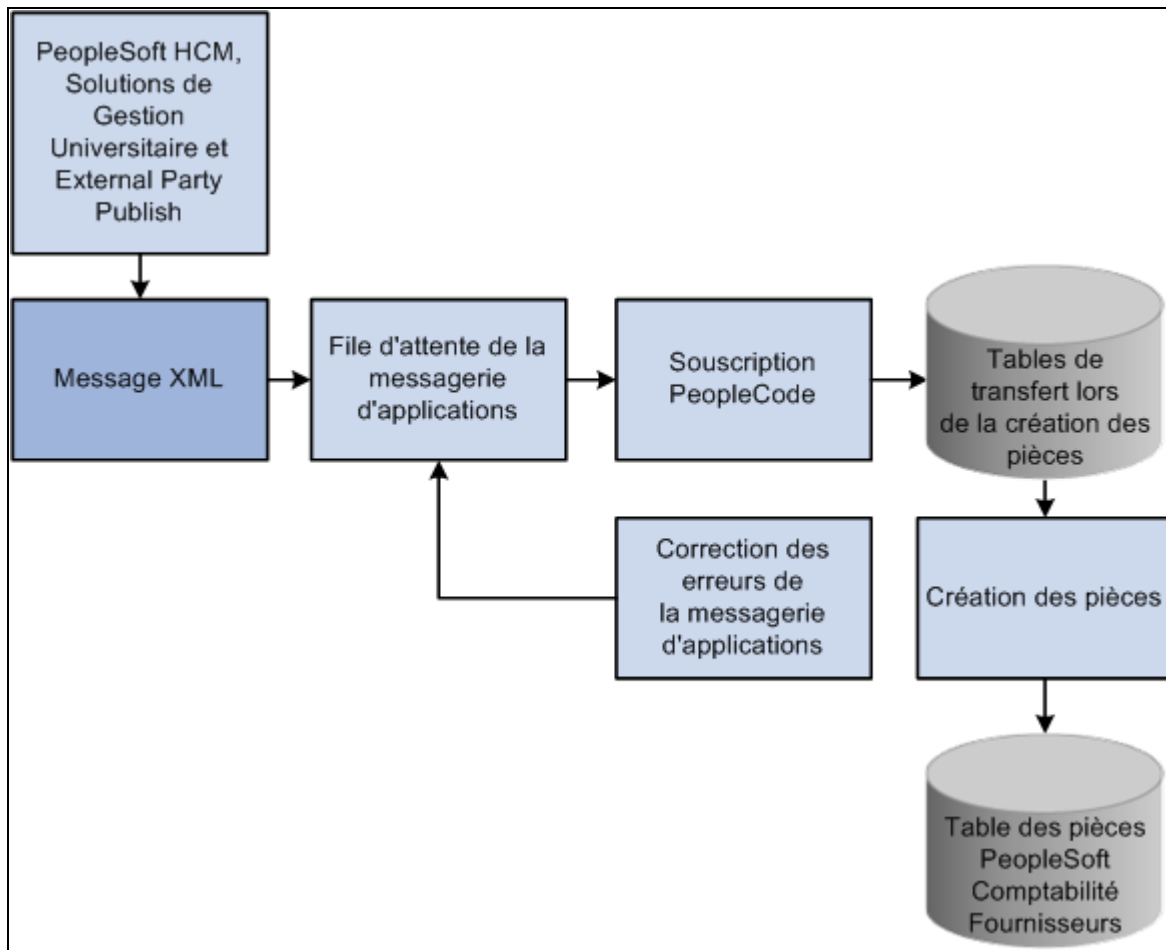 PeopleSoft HCM,
Solutions de
Gestion
Universitaire et
External Party
Publish
Message XML
File d'attente de la
messagerie
d'applications
Souscription
PeopleCode
Tables de
transfert lors
de la création des
pièces
Correction des
erreurs de
la messagerie
d'applications
Création des pièces
Table des pièces
PeopleSoft
Comptabilité
Fournisseurs